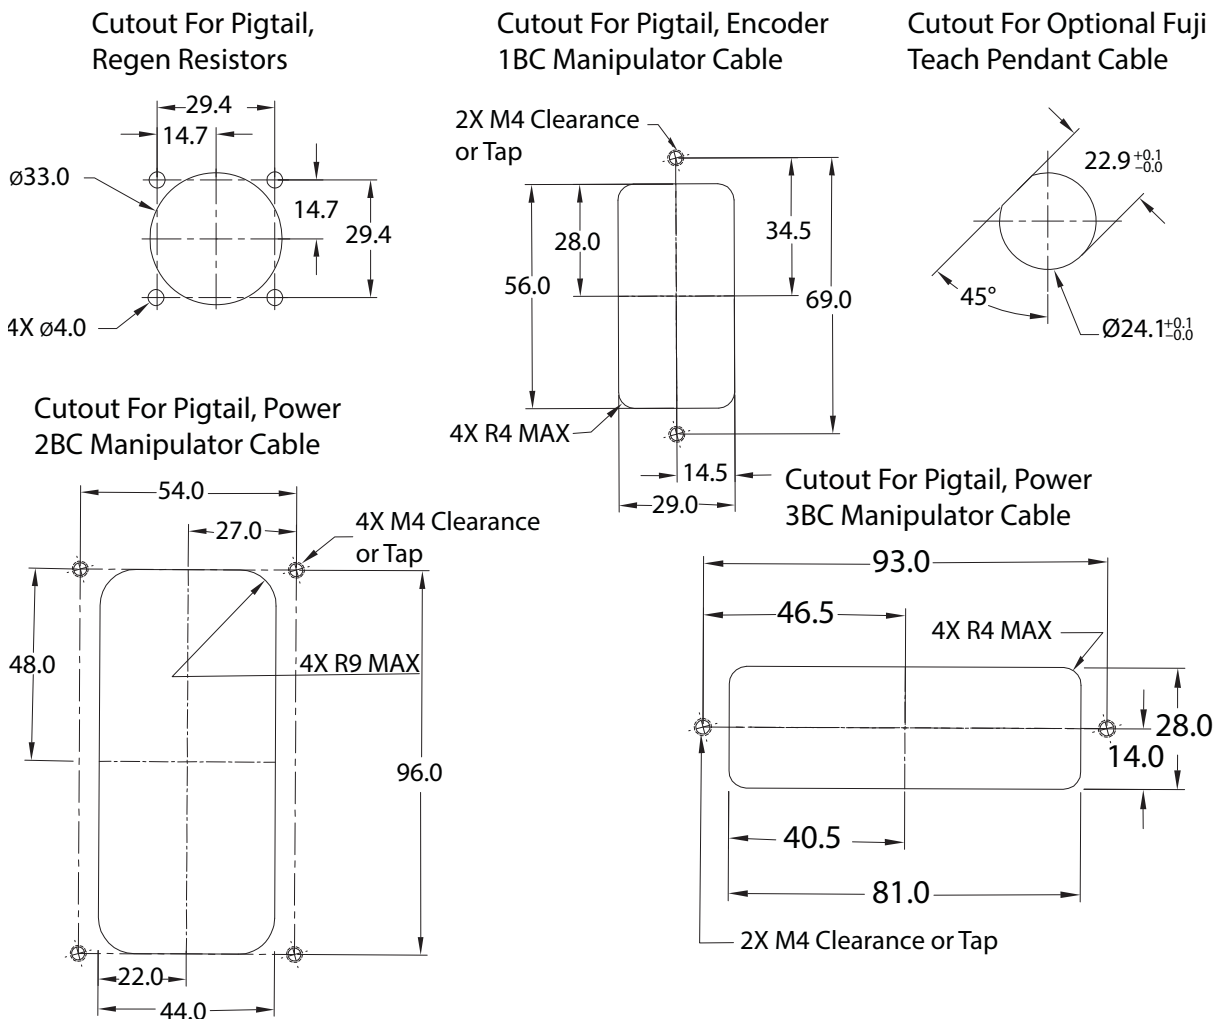 Cutout For Pigtail,
Regen Resistors
29.4
14.7
ø33.0
14.7
29.4
4X ø4.0
Cutout For Pigtail, Encoder
1BC Manipulator Cable
2X M4 Clearance
or Tap
28.0
34.5
56.0
69.0
4X R4 MAX
14.5
29.0
Cutout For Optional Fuji
Teach Pendant Cable
22.9 +0.1 –0.0
45°
Ø24.1 +0.1 –0.0
Cutout For Pigtail, Power
2BC Manipulator Cable
54.0
27.0
4X M4 Clearance
or Tap
48.0
4X R9 MAX
96.0
22.0
44.0
Cutout For Pigtail, Power
3BC Manipulator Cable
93.0
46.5
4X R4 MAX
28.0
14.0
40.5
81.0
2X M4 Clearance or Tap